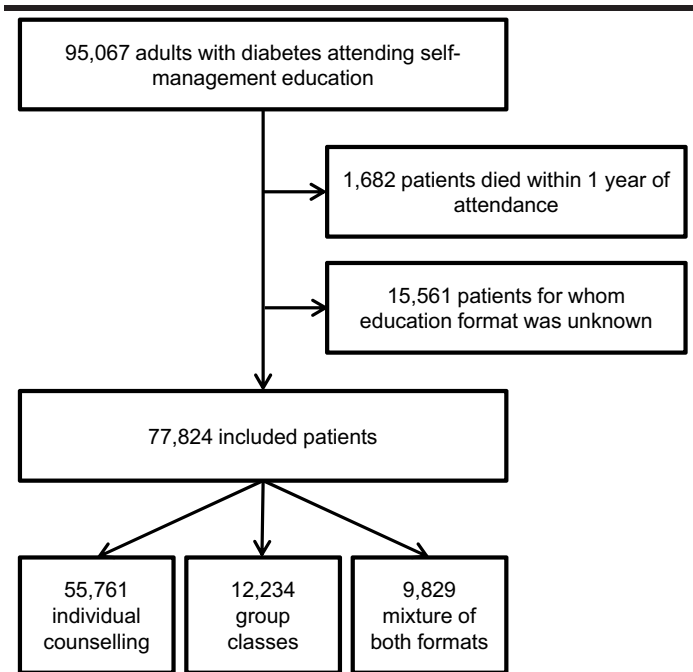 95,067 adults with diabetes attending self-
management education
1,682 patients died within 1 year of
attendance
15,561 patients for whom
education format was unknown
77,824 included patients
55,761
individual
counselling
12,234
group
classes
9,829
mixture of
both formats